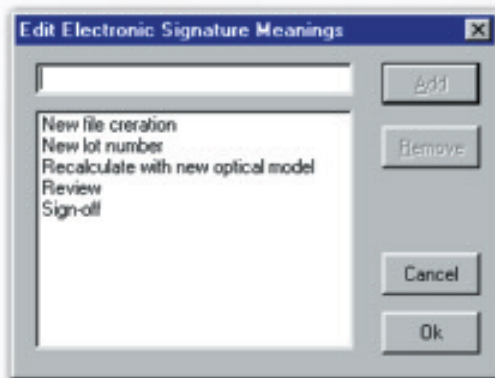 Edit Electronic Signature Meanings
Add
New file creration
New lot number
Recalculate with new optical model
Review
Sign-off
Remove
Cancel
Ok